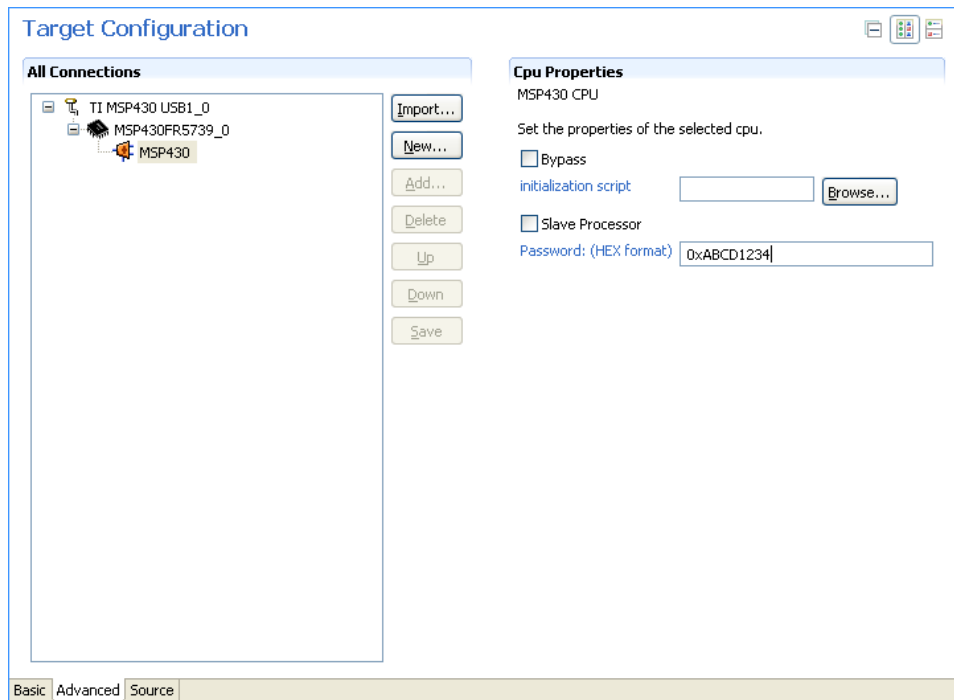 Target Configuration
All Connections
TI MSP430 USB1_0
MSP430FR5739_0
MSP430
Import...
New...
Add...
Delete
Up
Down
Save
Cpu Properties
MSP430 CPU
Set the properties of the selected cpu.
Bypass
initialization script
Browse...
Slave Processor
Password: (HEX format) 0xABCD1234
Basic Advanced Source